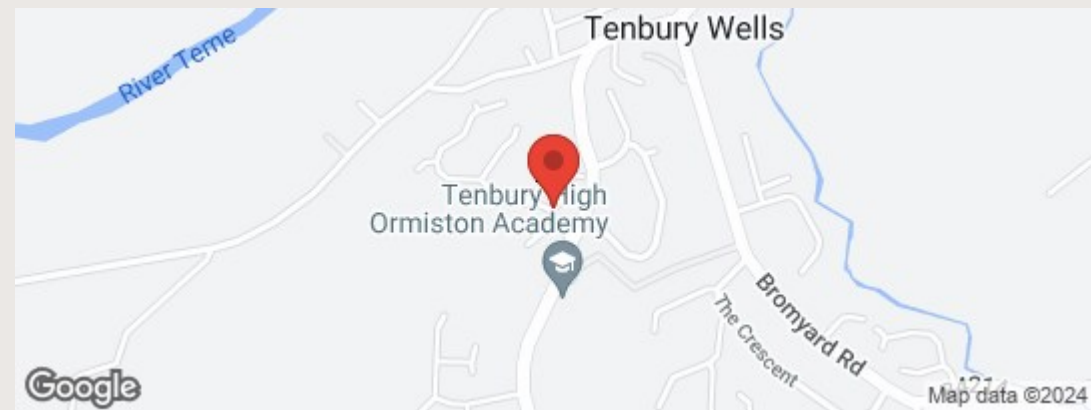 Tenbury Wells
River Teme
Tenbury High
Ormiston Academy
Bromyard Rd
The Crescent
Google
Map data ©2024